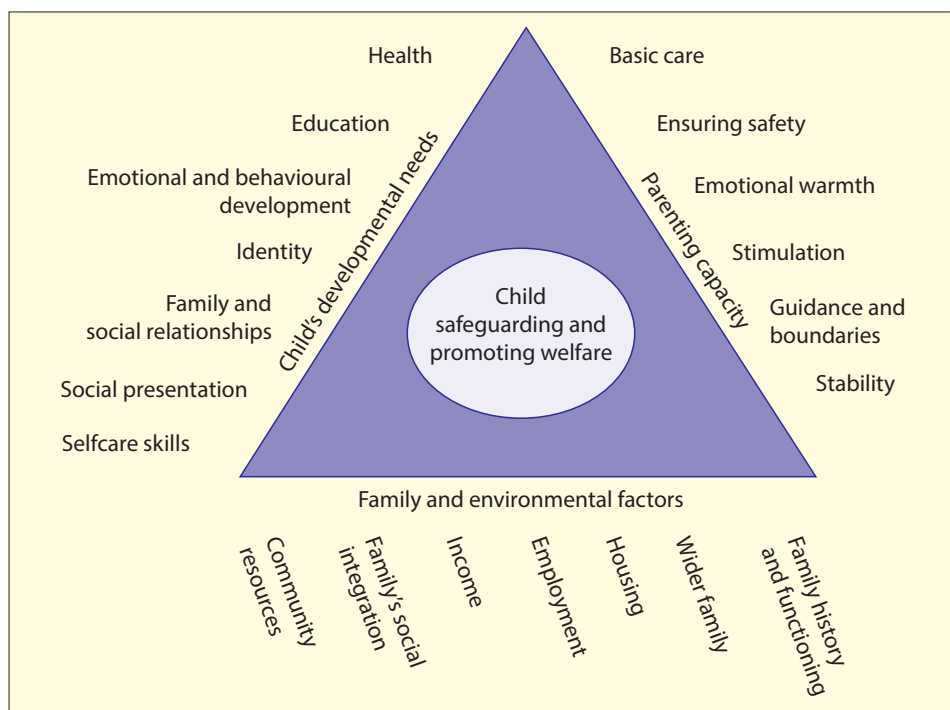 Health
Education
Emotional and behavioural
development
Identity
Family and
social relationships
Social presentation
Selfcare skills
Child's developmental needs
Child
safeguarding and
promoting welfare
Parenting capacity
Basic care
Ensuring safety
Emotional warmth
Stimulation
Guidance and
boundaries
Stability
Family and environmental factors
Community
resources
Family's social
integration
Income
Employment
Housing
Wider family
Family history
and functioning